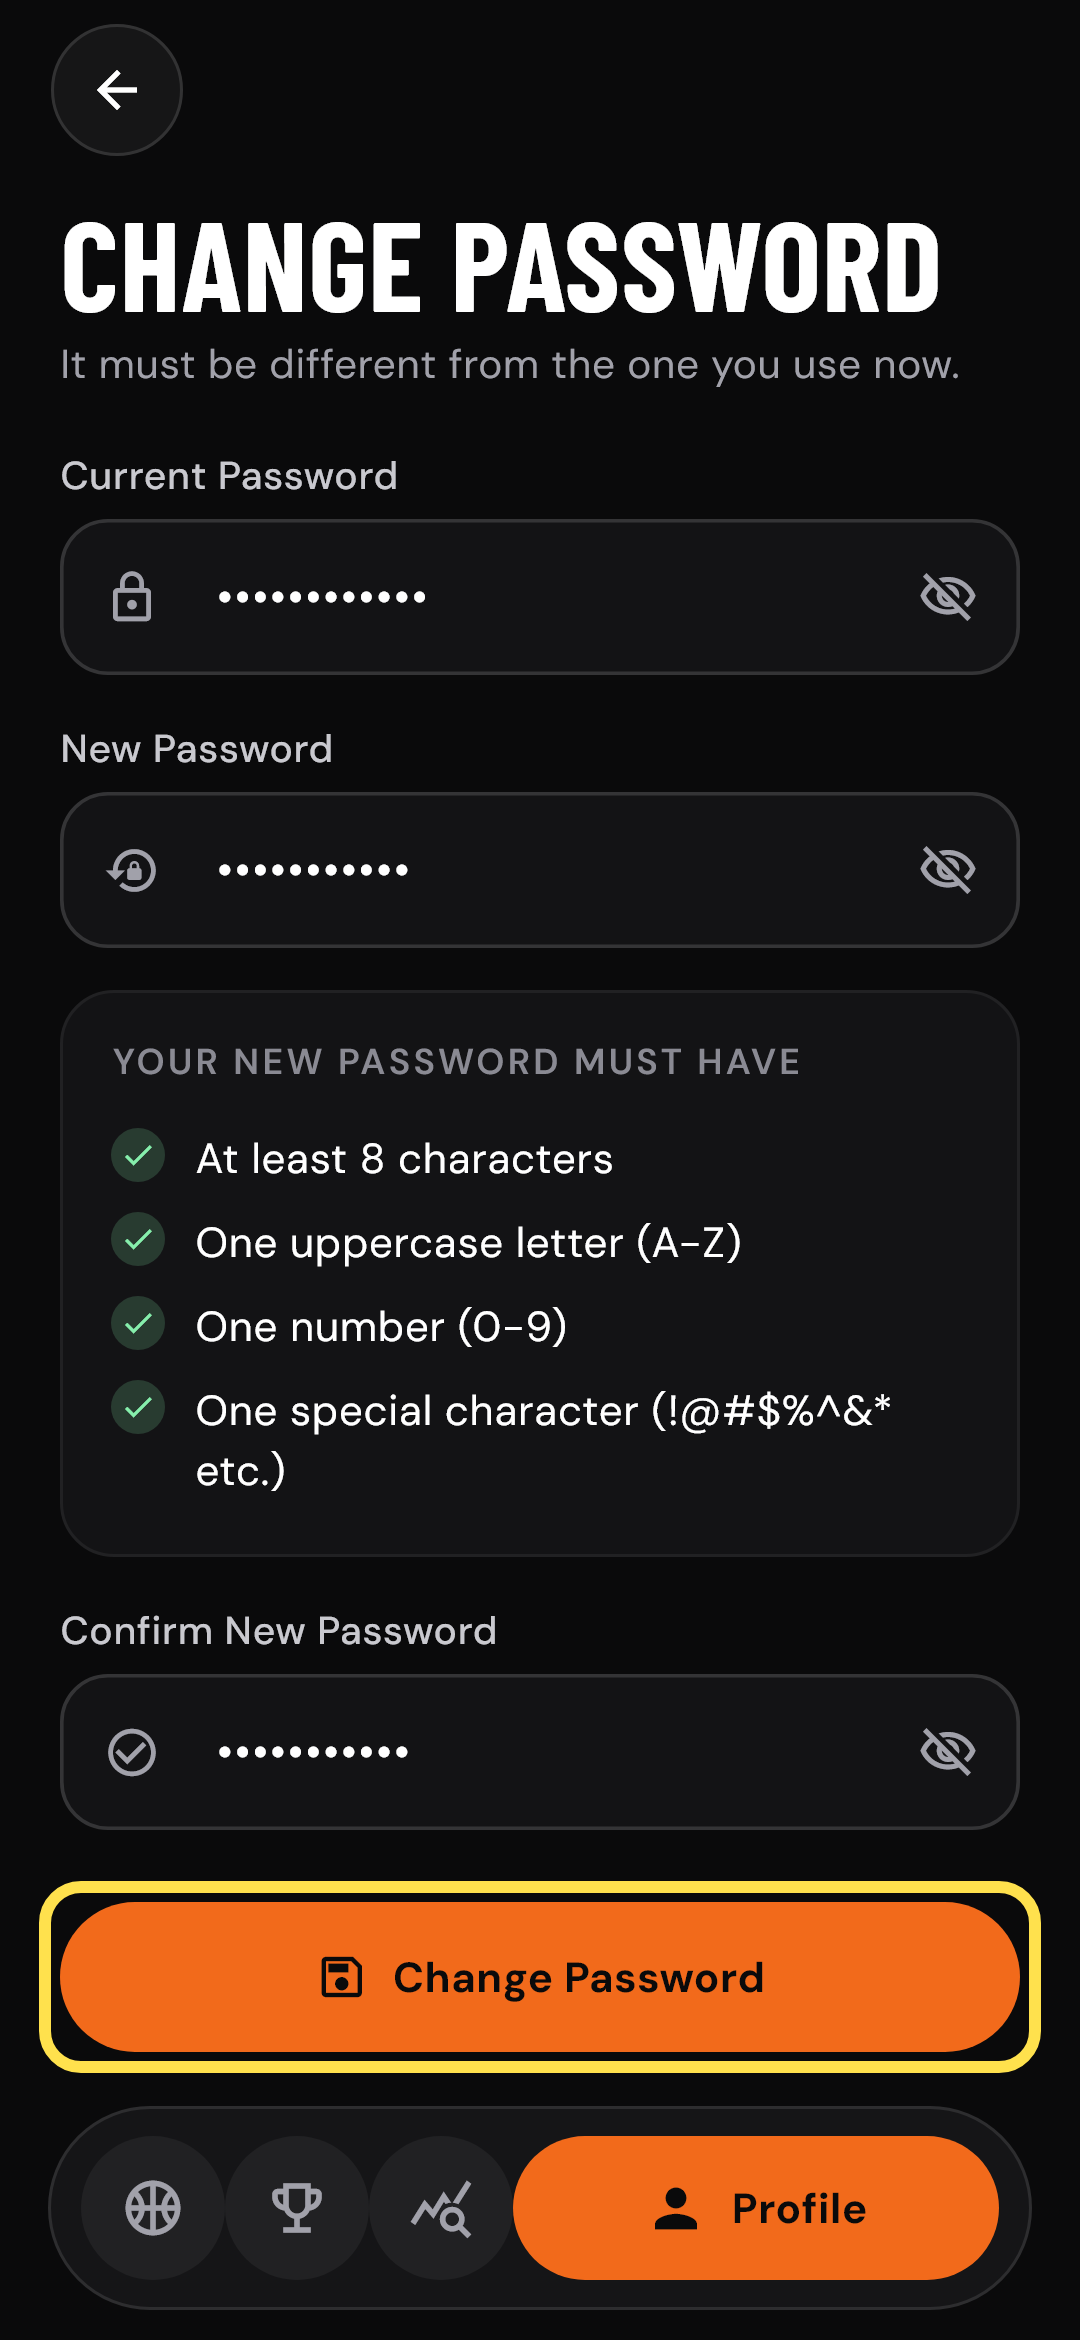 CHANGE PASSWORD
It must be different from the one you use now.
Current Password
••••••••••••
New Password
•••••••••••
YOUR NEW PASSWORD MUST HAVE
At least 8 characters
One uppercase letter (A-Z)
One number (0-9)
One special character (!@#$%^&*
etc.)
Confirm New Password
•••••••••••
Change Password
Profile